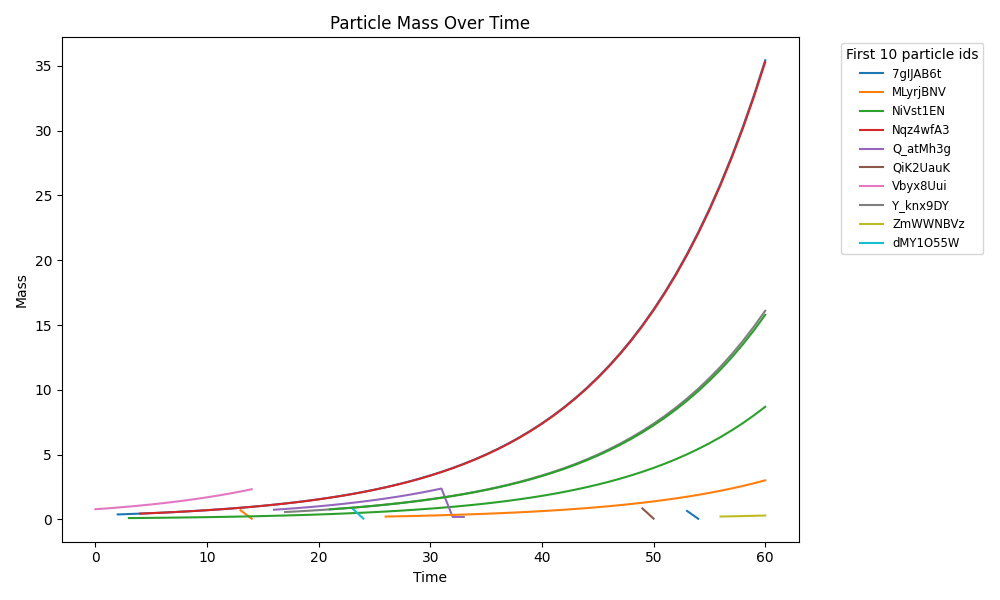 Particle Mass Over Time
First 10 particle ids
7gIJAB6t
MLyrjBNV
NiVst1EN
Nqz4wfA3
Q_atMh3g
QiK2UauK
Vbyx8Uui
Y_knx9DY
ZmWWNBVz
dMY1O55W
Mass
35
30
25
20
15
10
5
0
0 10 20 30 40 50 60
Time